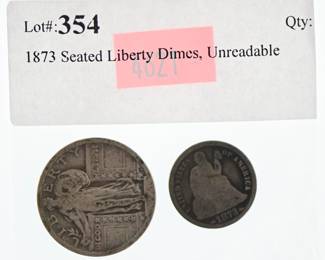 Lot#:354 Qty:
1873 Seated Liberty Dimes, Unreadable
4021
LIBERTY